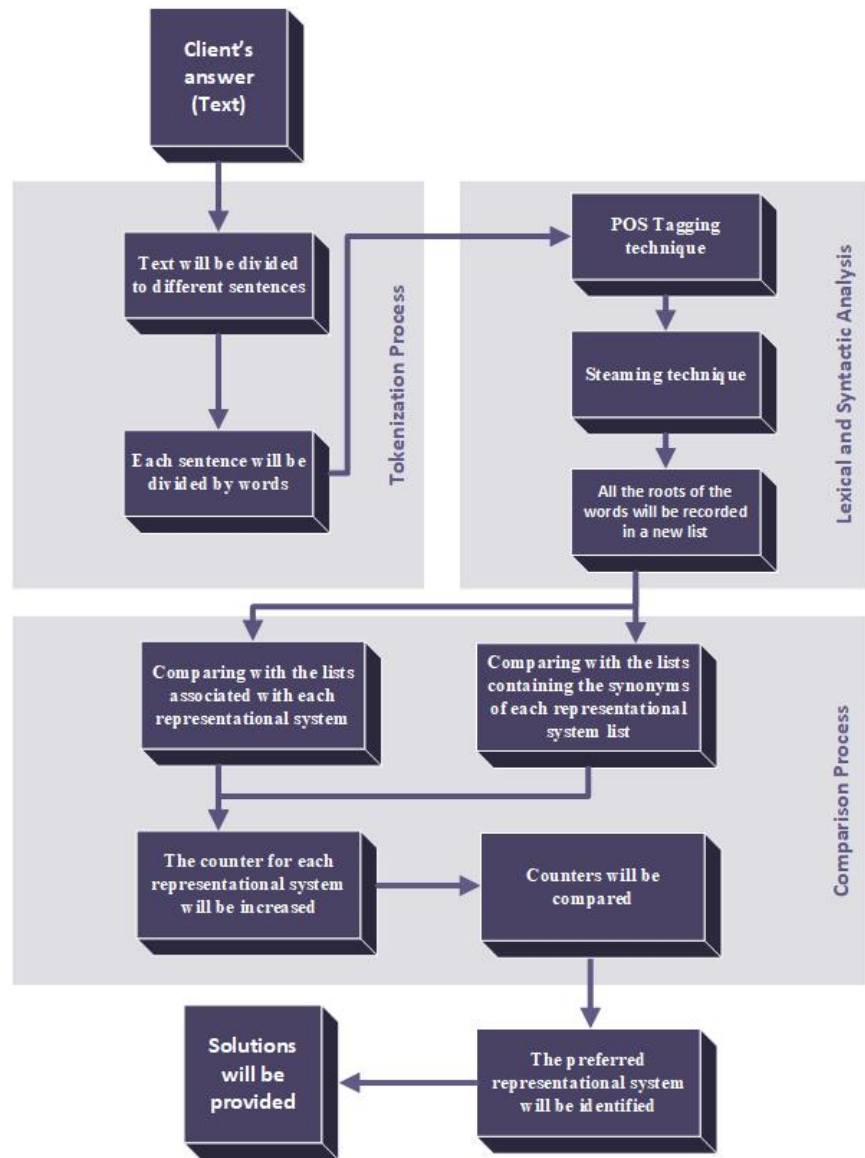 Client's
answer
(Text)
Text will be divided
to different sentences
Each sentence will be
divided by words
Tokenization Process
POS Tagging
technique
Steaming technique
All the roots of the
words will be recorded
in a new list
Lexical and Syntactic Analysis
Comparing with the lists
associated with each
representational system
Comparing with the lists
containing the synonyms
of each representational
system list
The counter for each
representational system
will be increased
Counters will be
compared
Comparison Process
The preferred
representational system
will be identified
Solutions
will be
provided